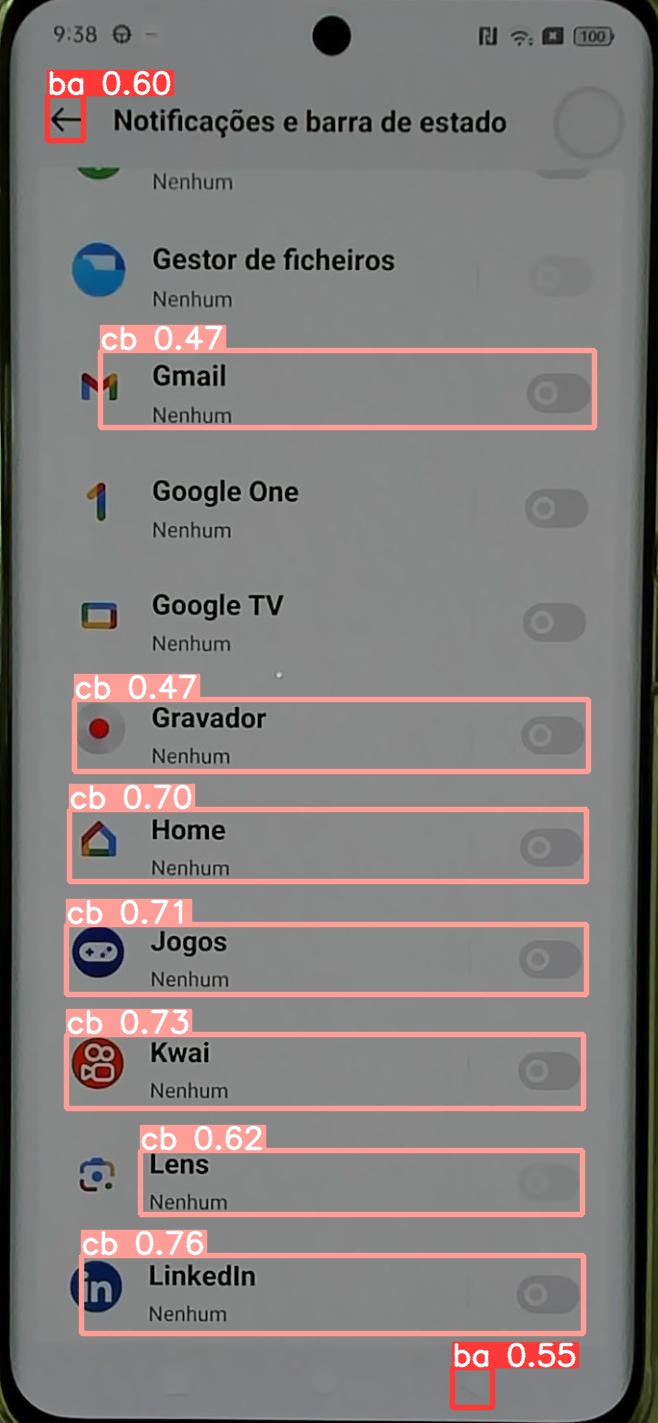 9:38
100
ba 0.60
Notificações e barra de estado
Nenhum
Gestor de ficheiros
Nenhum
cb 0.47
Gmail
Nenhum
Google One
Nenhum
Google TV
Nenhum
cb 0.47
Gravador
Nenhum
cb 0.70
Home
Nenhum
cb 0.71
Jogos
Nenhum
cb 0.73
Kwai
Nenhum
cb 0.62
Lens
Nenhum
cb 0.76
LinkedIn
in
Nenhum
ba 0.55